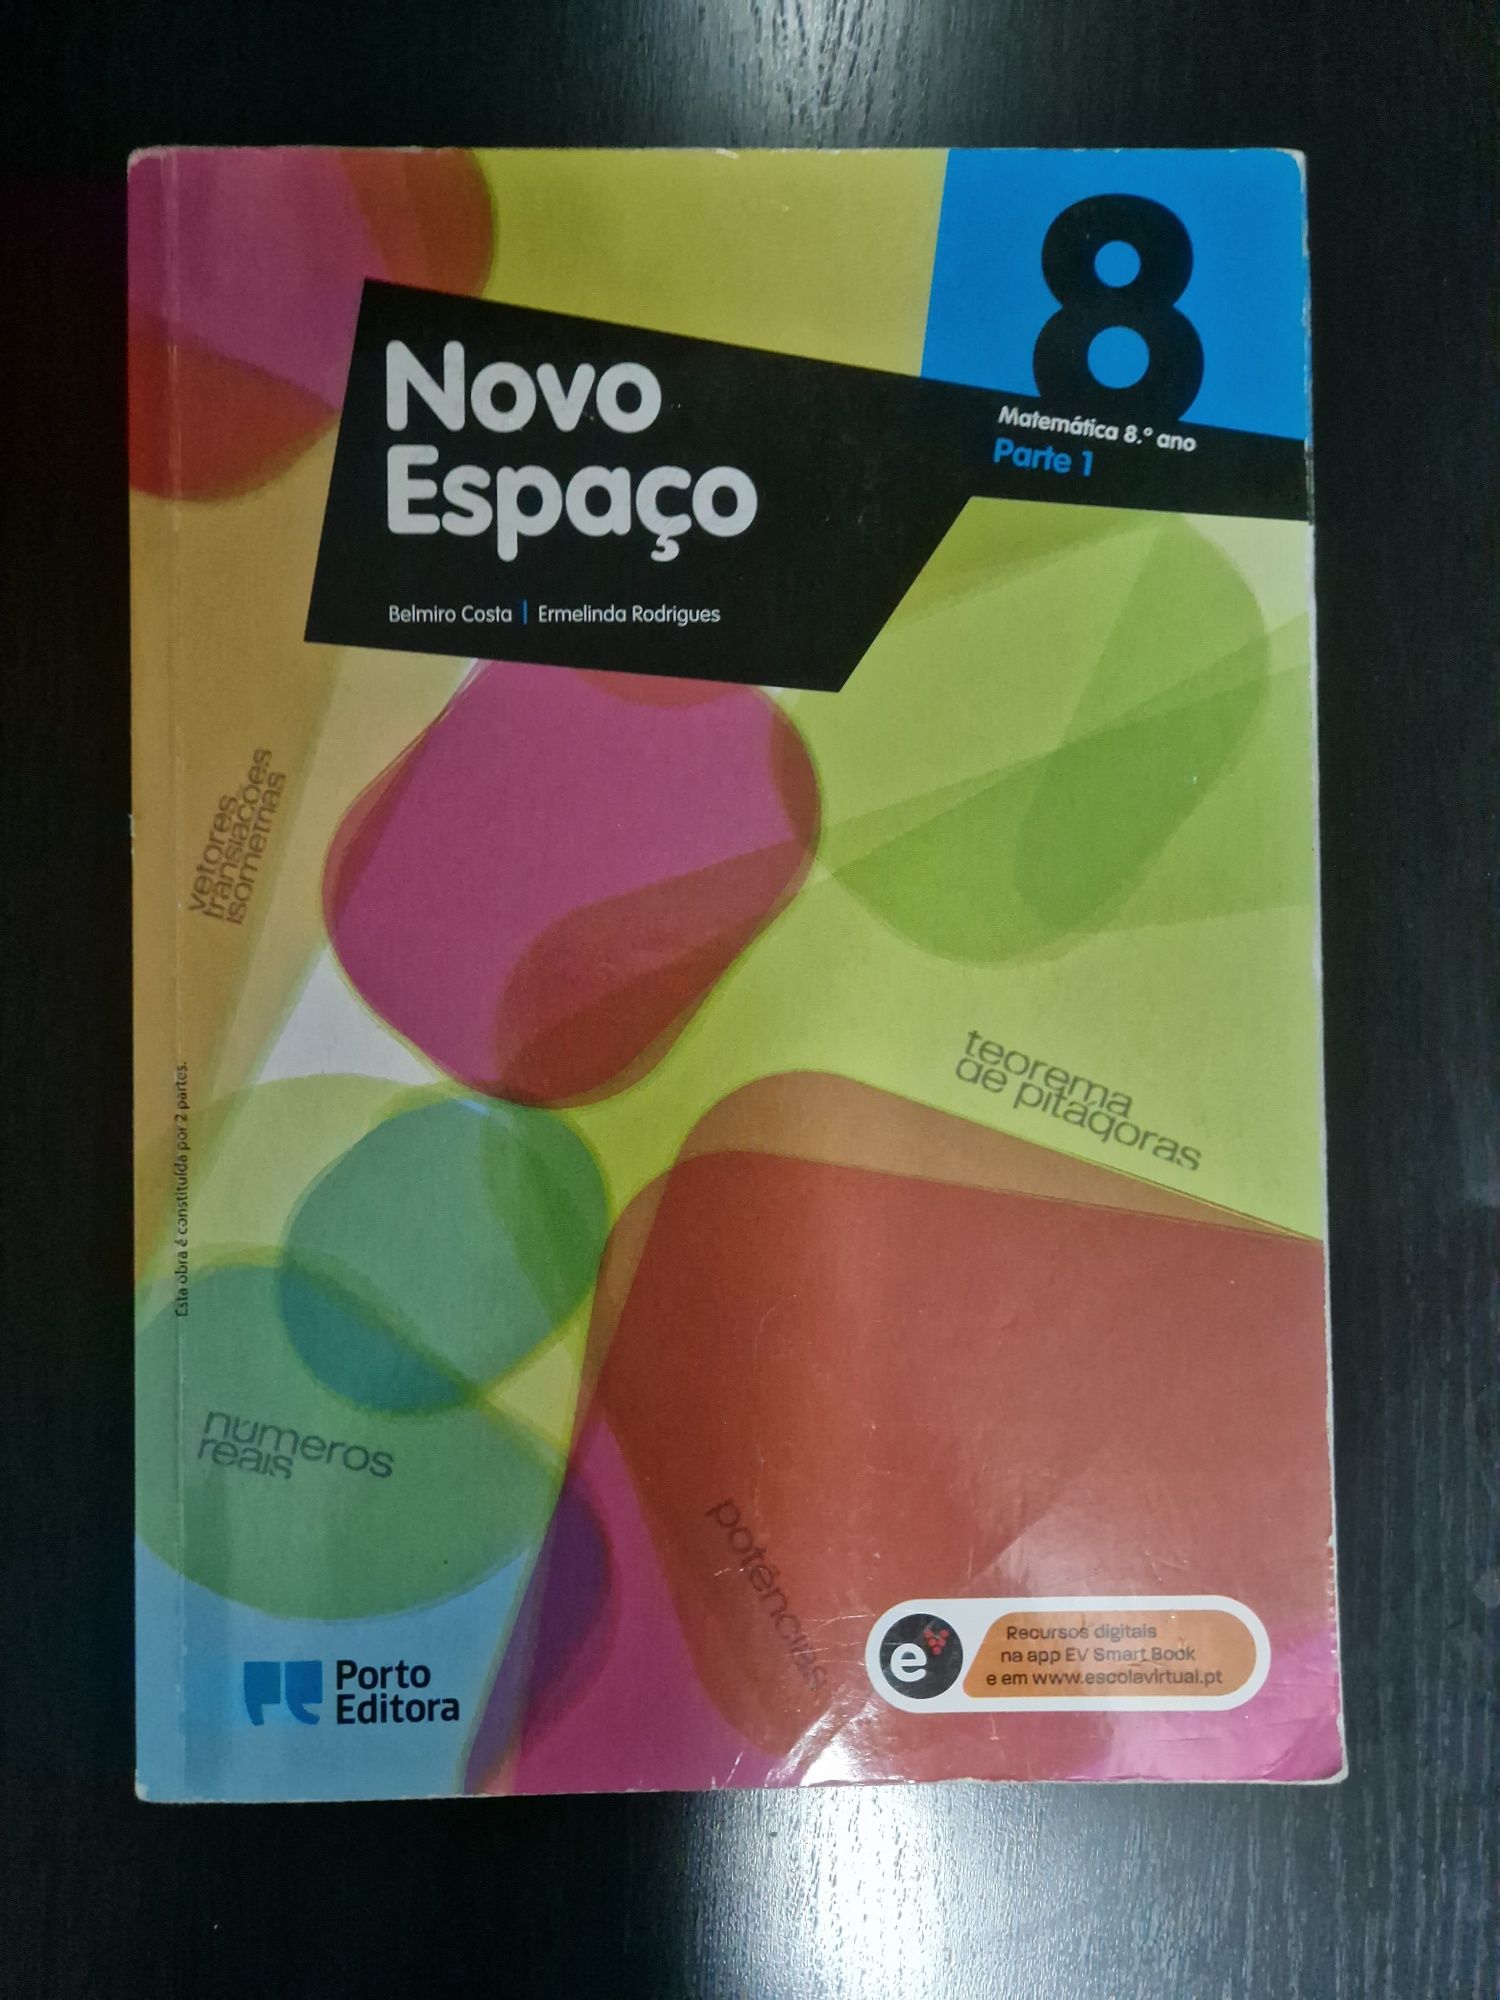 8
Novo
Espaço
Matemática 8.º ano
Parte 1
Belmiro Costa | Ermelinda Rodrigues
vetores
translações
isometrias
teorema
de pitágoras
Esta obra é constituída por 2 partes.
números
reais
potências
Porto
Editora
e
Recursos digitais
na app EV Smart Book
e em www.escolavirtual.pt